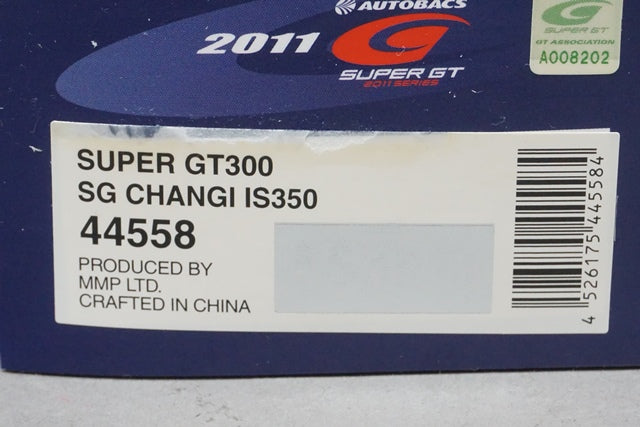 AUTOBACS
2011
SUPER GT
2011 SERIES
SUPER GT
GT ASSOCIATION
A008202
SUPER GT300
SG CHANGI IS350
44558
PRODUCED BY
MMP LTD.
CRAFTED IN CHINA
4 526175 445584